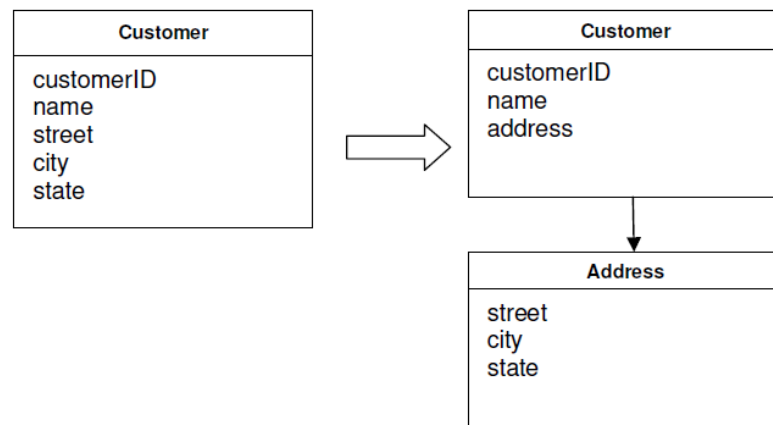 Customer
customerID
name
street
city
state
Customer
customerID
name
address
Address
street
city
state